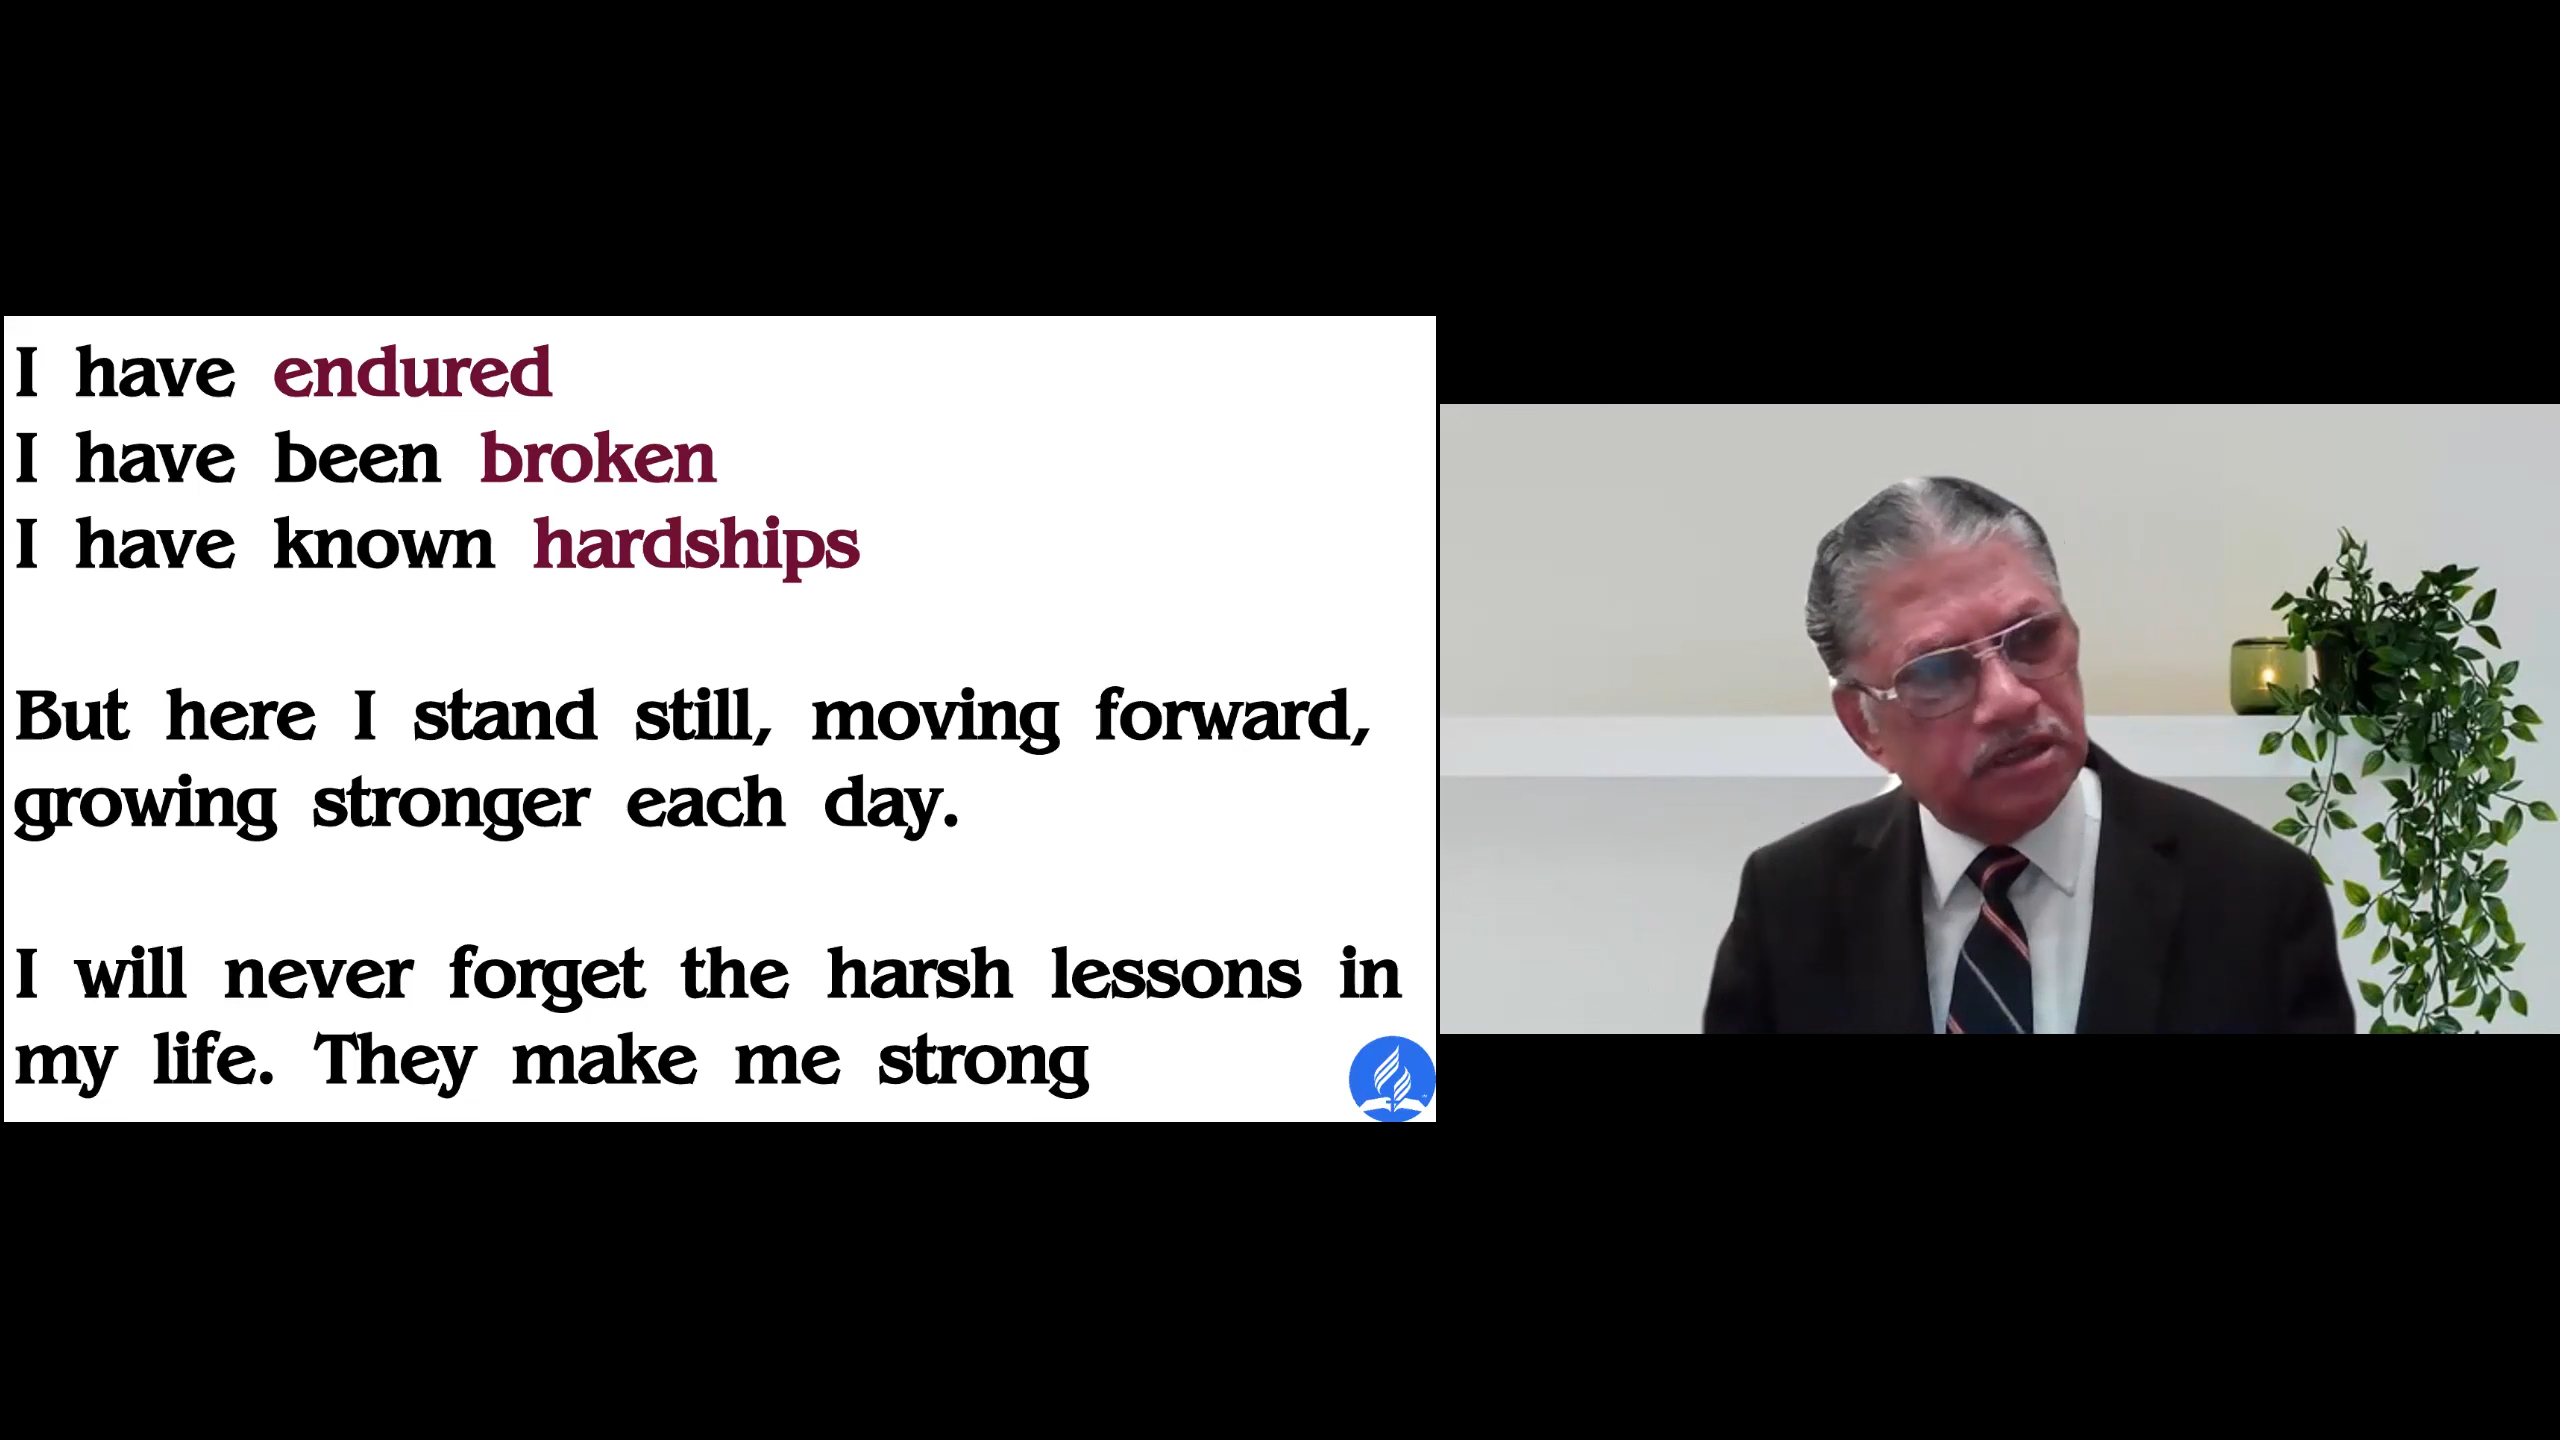 I have endured
I have been broken
I have known hardships
But here I stand still, moving forward,
growing stronger each day.
I will never forget the harsh lessons in
my life. They make me strong